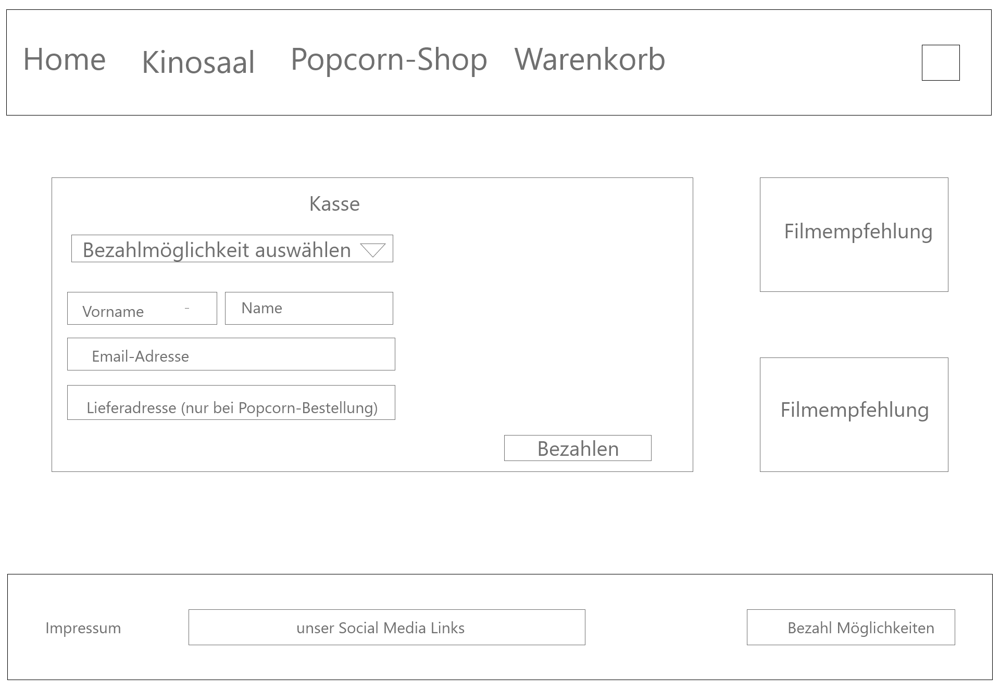 Home
Kinosaal
Popcorn-Shop
Warenkorb
Kasse
Bezahlmöglichkeit auswählen
Vorname
Name
Email-Adresse
Lieferadresse (nur bei Popcorn-Bestellung)
Bezahlen
Filmempfehlung
Filmempfehlung
Impressum
unser Social Media Links
Bezahl Möglichkeiten